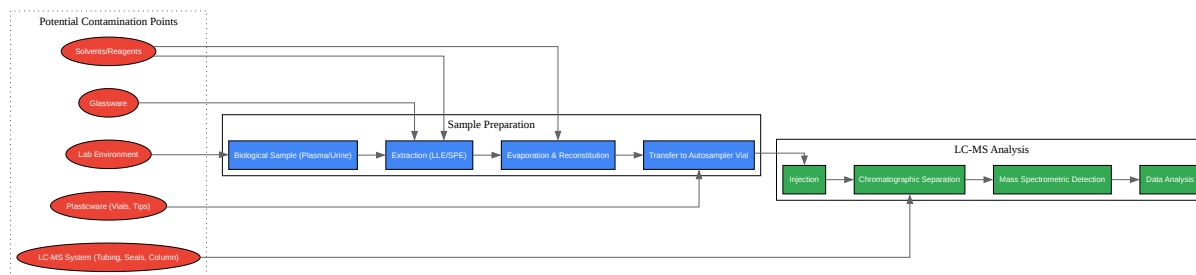 Potential Contamination Points
Solvents/Reagents
Glassware
Lab Environment
Plasticware (Vials, Tips)
LC-MS System (Tubing, Seals, Column)
Sample Preparation
Biological Sample (Plasma/Urine)
Extraction (LLE/SPE)
Evaporation & Reconstitution
Transfer to Autosampler Vial
LC-MS Analysis
Injection
Chromatographic Separation
Mass Spectrometric Detection
Data Analysis